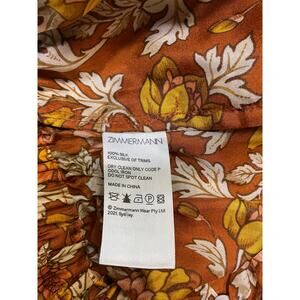 ZIMMERMANN
100% SILK
EXCLUSIVE OF TRIMS
DRY CLEAN ONLY CODE P
COOL IRON
DO NOT SPOT CLEAN
MADE IN CHINA
© Zimmermann Wear Pty Ltd
2021, Sydney.